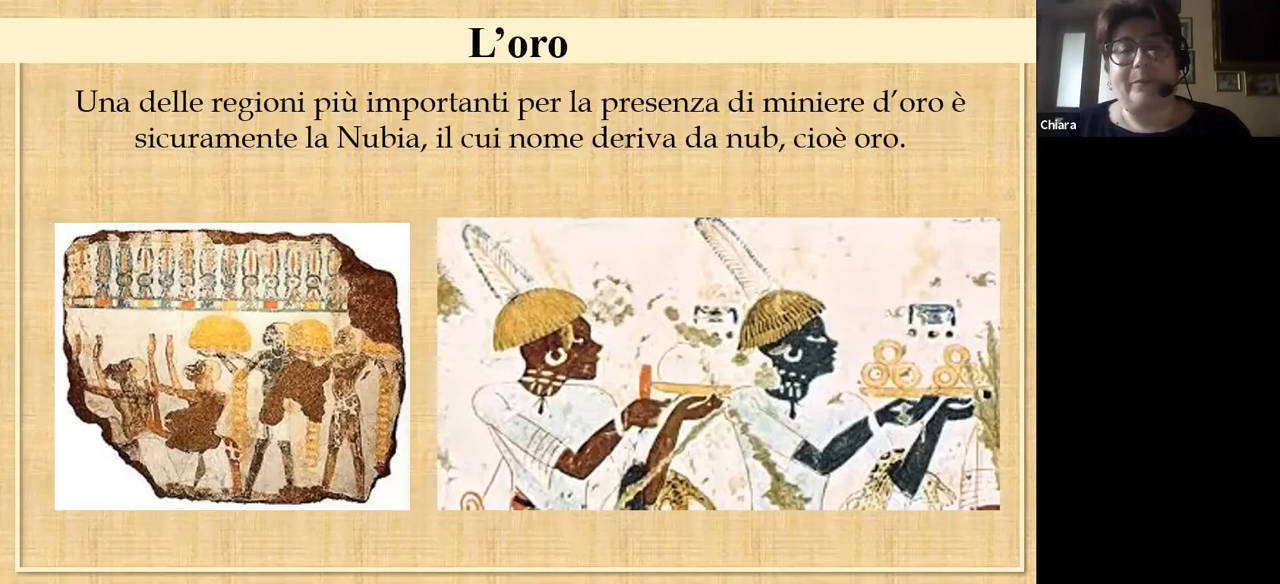 L’oro
Una delle regioni più importanti per la presenza di miniere d’oro è
sicuramente la Nubia, il cui nome deriva da nub, cioè oro.
Chiara